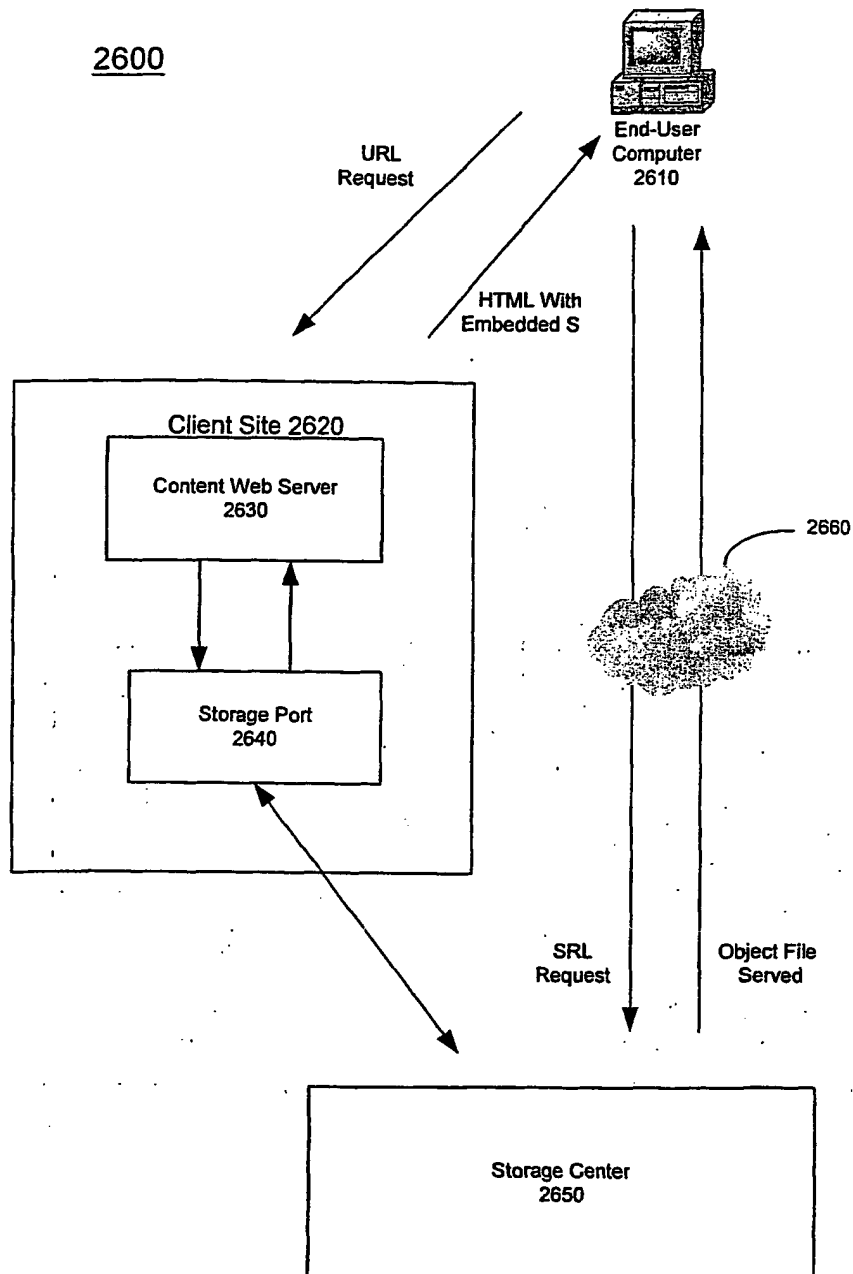 2600
End-User
Computer
2610
URL
Request
HTML With
Embedded S
Client Site 2620
Content Web Server
2630
2660
Storage Port
2640
SRL
Request
Object File
Served
Storage Center
2650